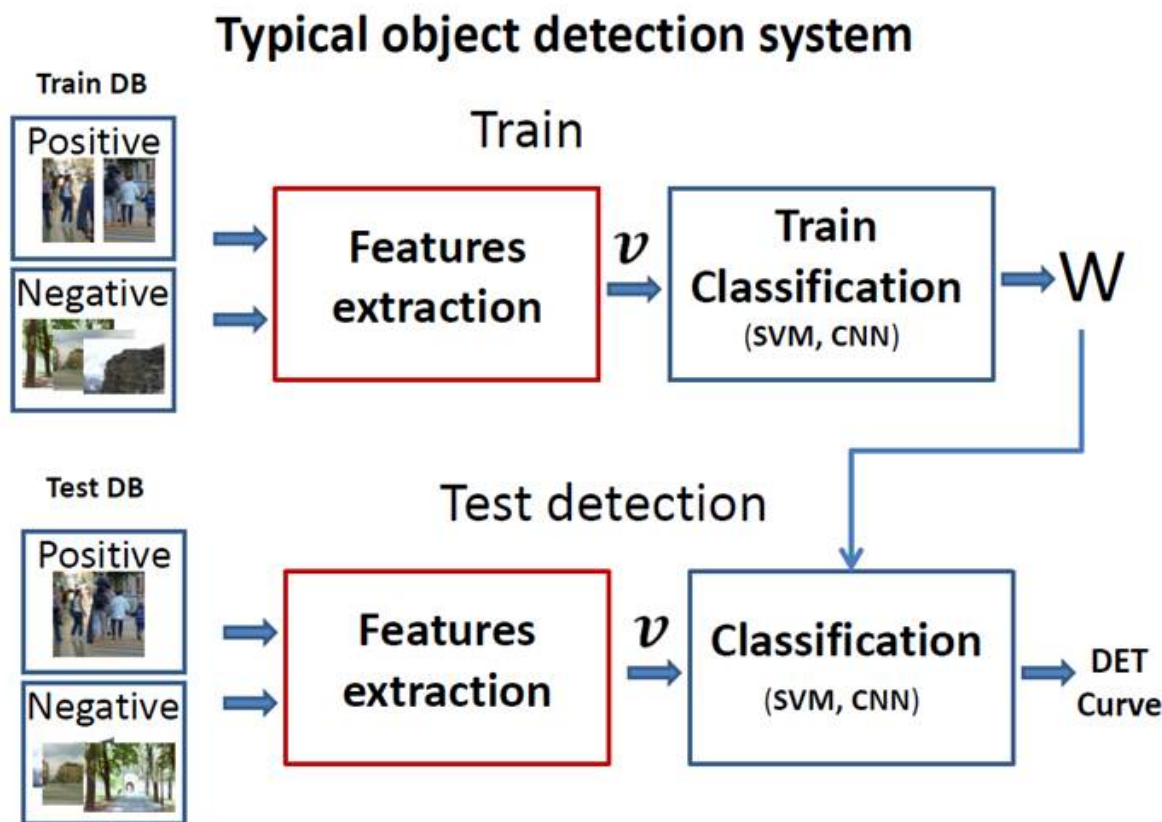 Typical object detection system
Train DB
Positive
Negative
Train
Features
extraction
v
Train
Classification
(SVM, CNN)
W
Test DB
Positive
Negative
Test detection
Features
extraction
v
Classification
(SVM, CNN)
DET
Curve